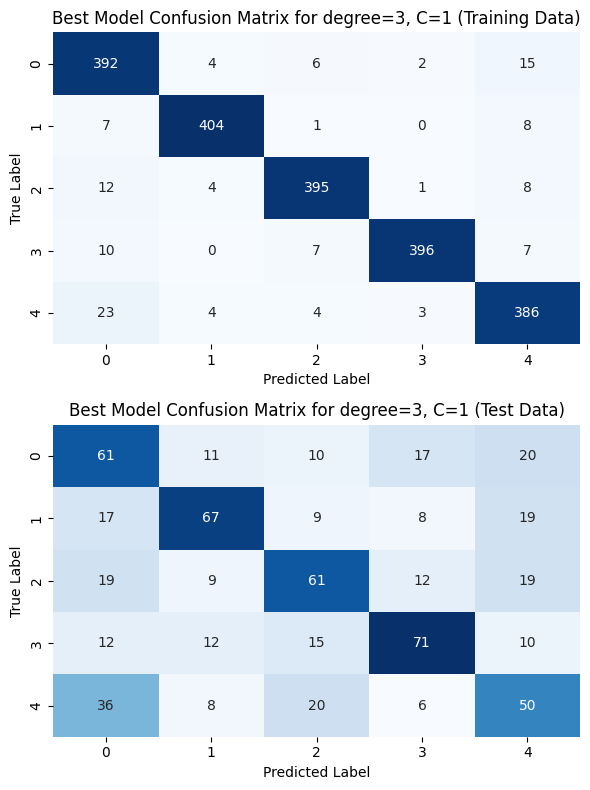 Best Model Confusion Matrix for degree=3, C=1 (Training Data)
0 392 4 6 2 15
1 7 404 1 0 8
2 12 4 395 1 8
3 10 0 7 396 7
4 23 4 4 3 386
True Label
0 1 2 3 4
Predicted Label
Best Model Confusion Matrix for degree=3, C=1 (Test Data)
0 61 11 10 17 20
1 17 67 9 8 19
2 19 9 61 12 19
3 12 12 15 71 10
4 36 8 20 6 50
True Label
0 1 2 3 4
Predicted Label